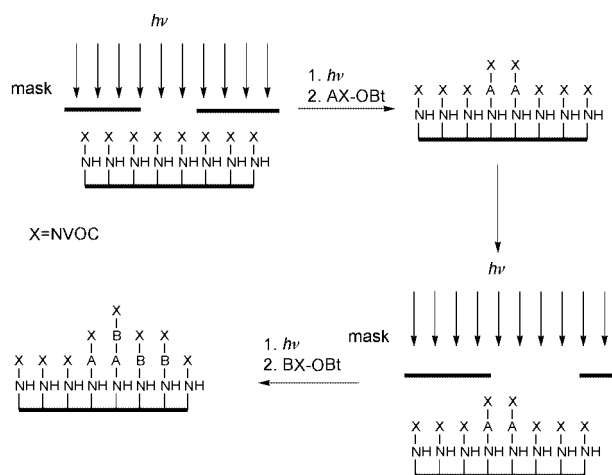 hν
mask
X X X X X X X X
NH NH NH NH NH NH NH NH
X=NVOC
1. hν
2. AX-OBt
X X
X X X A A X X X
NH NH NH NH NH NH NH NH
hν
mask
X X
X X X A A X X X
NH NH NH NH NH NH NH NH
1. hν
2. BX-OBt
X
X B X X
X X X A A B B X
NH NH NH NH NH NH NH NH